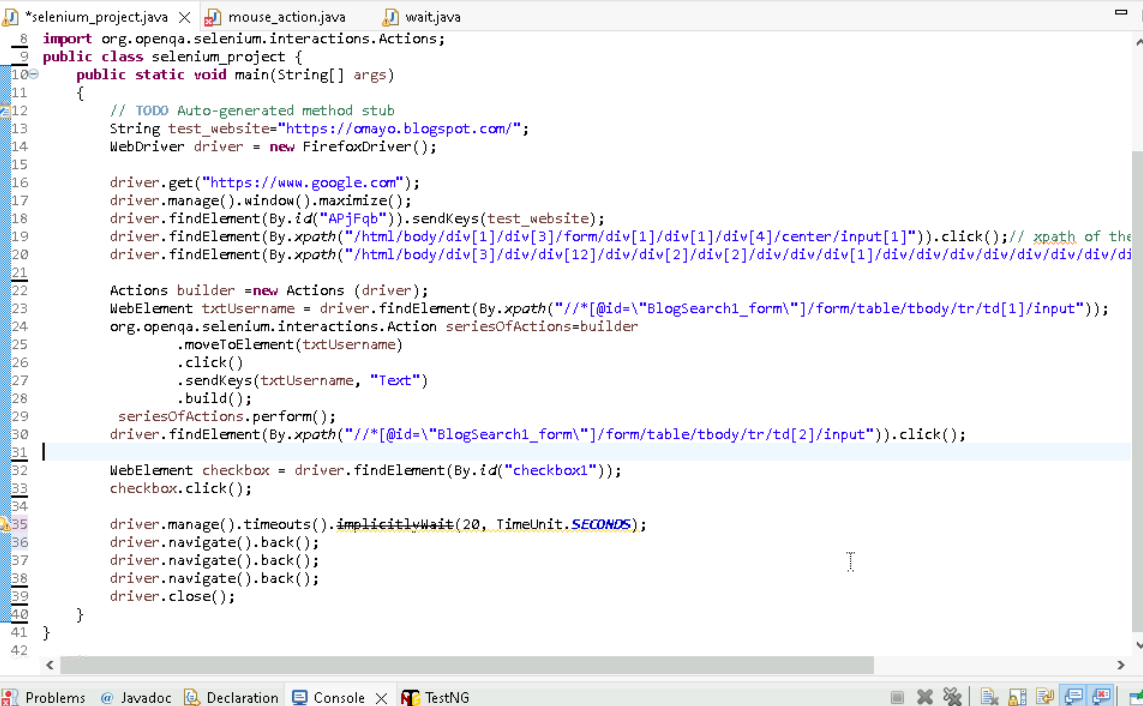 *selenium_project.java mouse_action.java wait.java
8 import org.openqa.selenium.interactions.Actions;
9 public class selenium_project {
10 public static void main(String[] args)
11 {
12 // TODO Auto-generated method stub
13 String test_website="https://omayo.blogspot.com/";
14 WebDriver driver = new FirefoxDriver();
15
16 driver.get("https://www.google.com");
17 driver.manage().window().maximize();
18 driver.findElement(By.id("APjFqb")).sendKeys(test_website);
19 driver.findElement(By.xpath("/html/body/div[1]/div[3]/form/div[1]/div[1]/div[4]/center/input[1]")).click();// xpath of the
20 driver.findElement(By.xpath("/html/body/div[3]/div/div[12]/div/div[2]/div[2]/div/div/div[1]/div/div/div/div/div/div/div/di
21
22 Actions builder =new Actions (driver);
23 WebElement txtUsername = driver.findElement(By.xpath("//*[@id=\"BlogSearch1_form\"]/form/table/tbody/tr/td[1]/input"));
24 org.openqa.selenium.interactions.Action seriesOfActions=builder
25 .moveToElement(txtUsername)
26 .click()
27 .sendKeys(txtUsername, "Text")
28 .build();
29 seriesOfActions.perform();
30 driver.findElement(By.xpath("//*[@id=\"BlogSearch1_form\"]/form/table/tbody/tr/td[2]/input")).click();
31
32 WebElement checkbox = driver.findElement(By.id("checkbox1"));
33 checkbox.click();
34
35 driver.manage().timeouts().implicitlyWait(20, TimeUnit.SECONDS);
36 driver.navigate().back();
37 driver.navigate().back();
38 driver.navigate().back();
39 driver.close();
40 }
41 }
42
Problems @ Javadoc Declaration Console TestNG